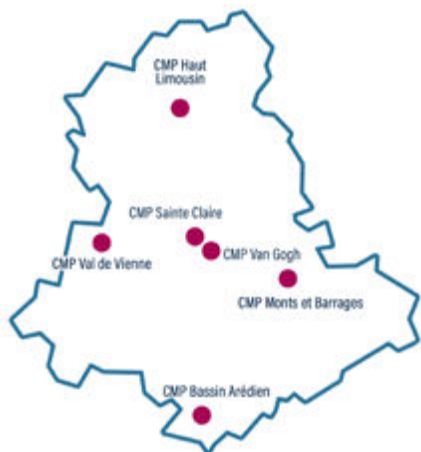 CMP Haut
Limousin
CMP Sainte Claire
CMP Van Gogh
CMP Val de Vienne
CMP Monts et Barrages
CMP Bassin Arédien